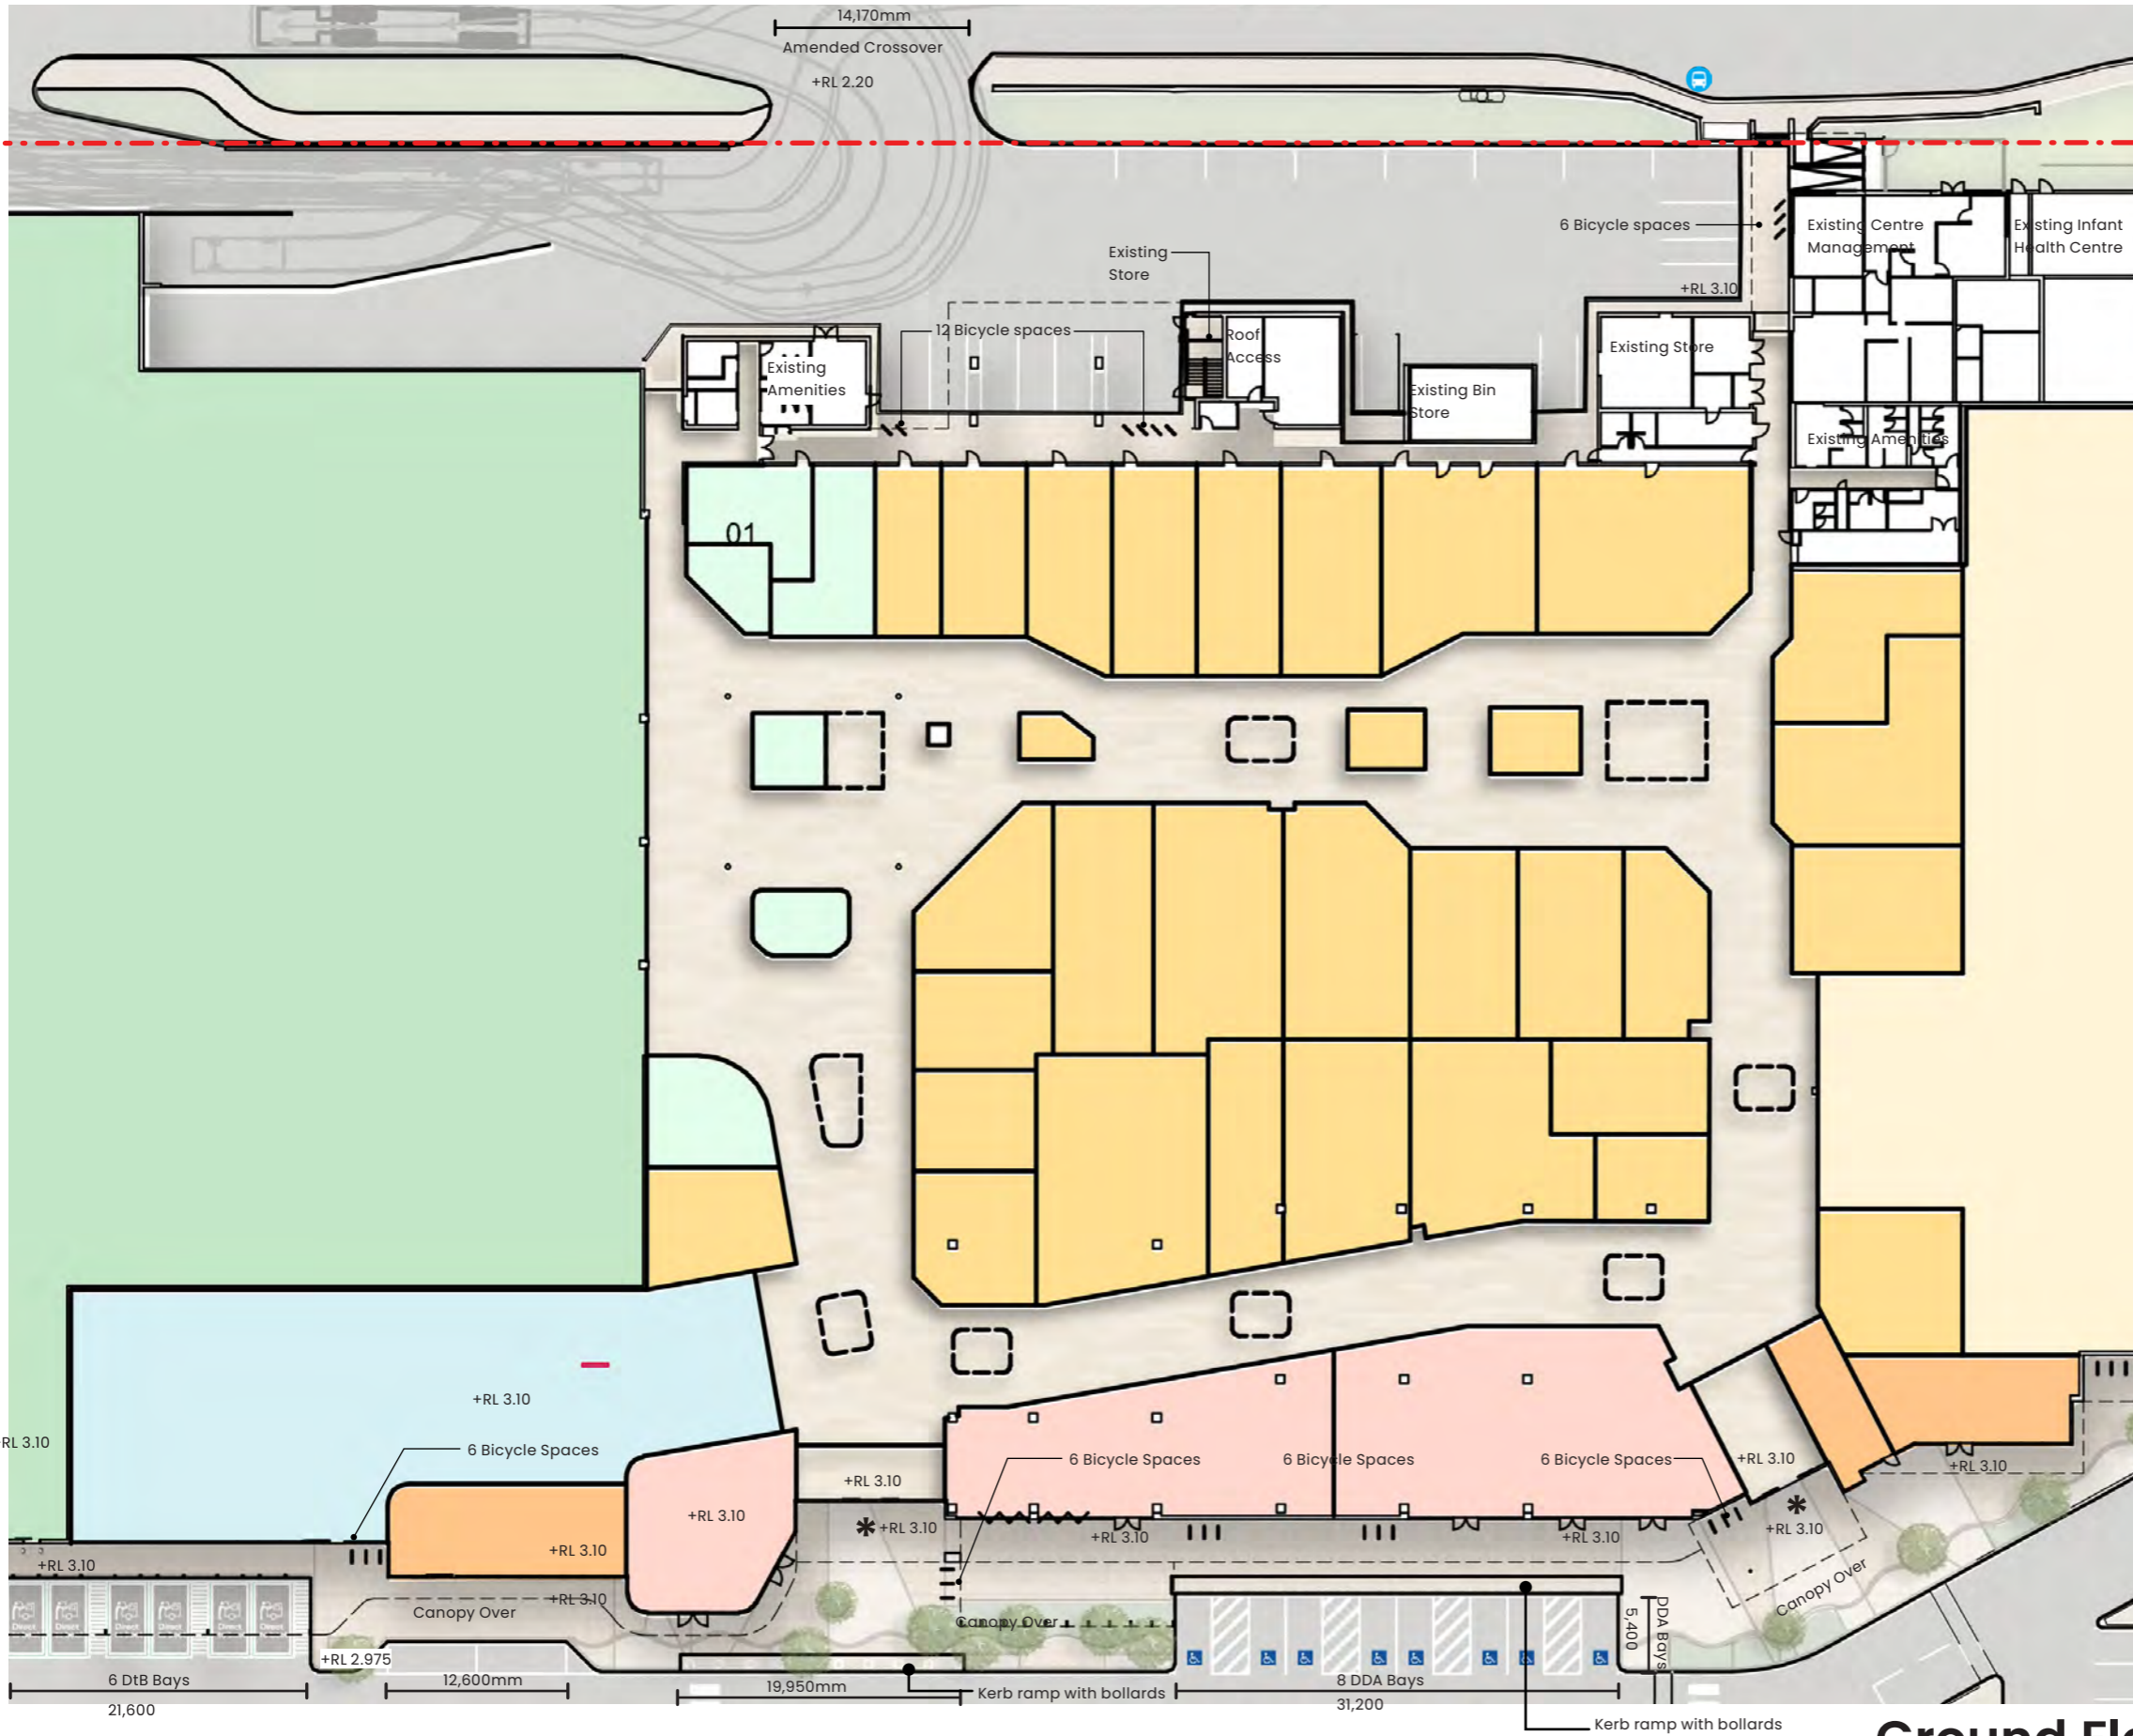 14,170mm
Amended Crossover
+RL 2.20
6 Bicycle spaces
Existing Centre
Management
Existing Infant
Health Centre
Existing
Store
+RL 3.10
12 Bicycle spaces
Roof
Access
Existing Store
Existing
Amenities
Existing Bin
Store
Existing Amenities
01
+RL 3.10
RL 3.10
6 Bicycle Spaces
6 Bicycle Spaces
6 Bicycle Spaces
6 Bicycle Spaces
+RL 3.10
+RL 3.10
+RL 3.10
+RL 3.10
* +RL 3.10
+RL 3.10
+RL 3.10
*
+RL 3.10
+RL 3.10
+RL 3.10
+RL 3.10
Canopy Over
Canopy Over
Canopy Over
Direct
Direct
Direct
Direct
Direct
Direct
DDA Bays
5,400
+RL 2.975
6 DtB Bays
21,600
12,600mm
19,950mm
Kerb ramp with bollards
8 DDA Bays
31,200
Kerb ramp with bollards